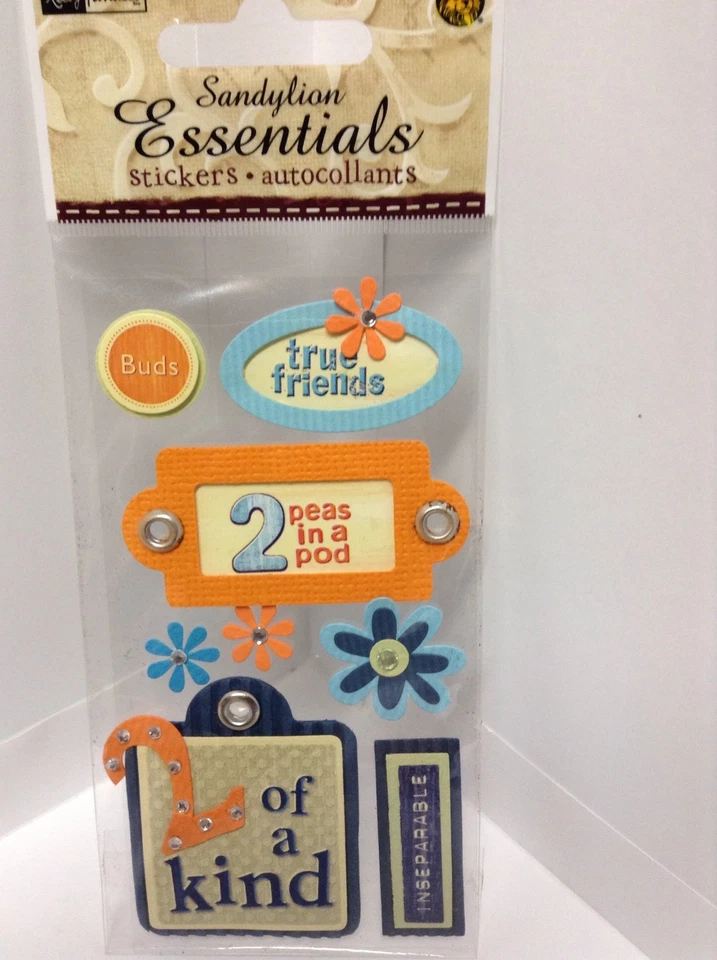 Sandylion
Essentials
stickers • autocollants
Buds
true
friends
2 peas
in a
pod
2 of
a
kind
INSEPARABLE